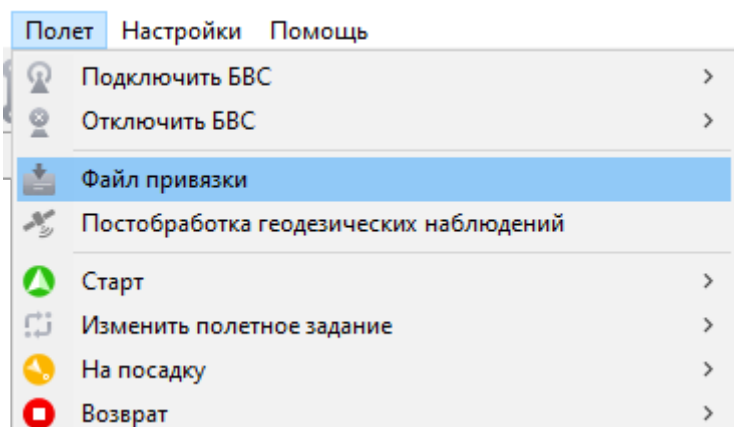 Полет Настройки Помощь
Подключить БВС
Отключить БВС
Файл привязки
Постобработка геодезических наблюдений
Старт
Изменить полетное задание
На посадку
Возврат